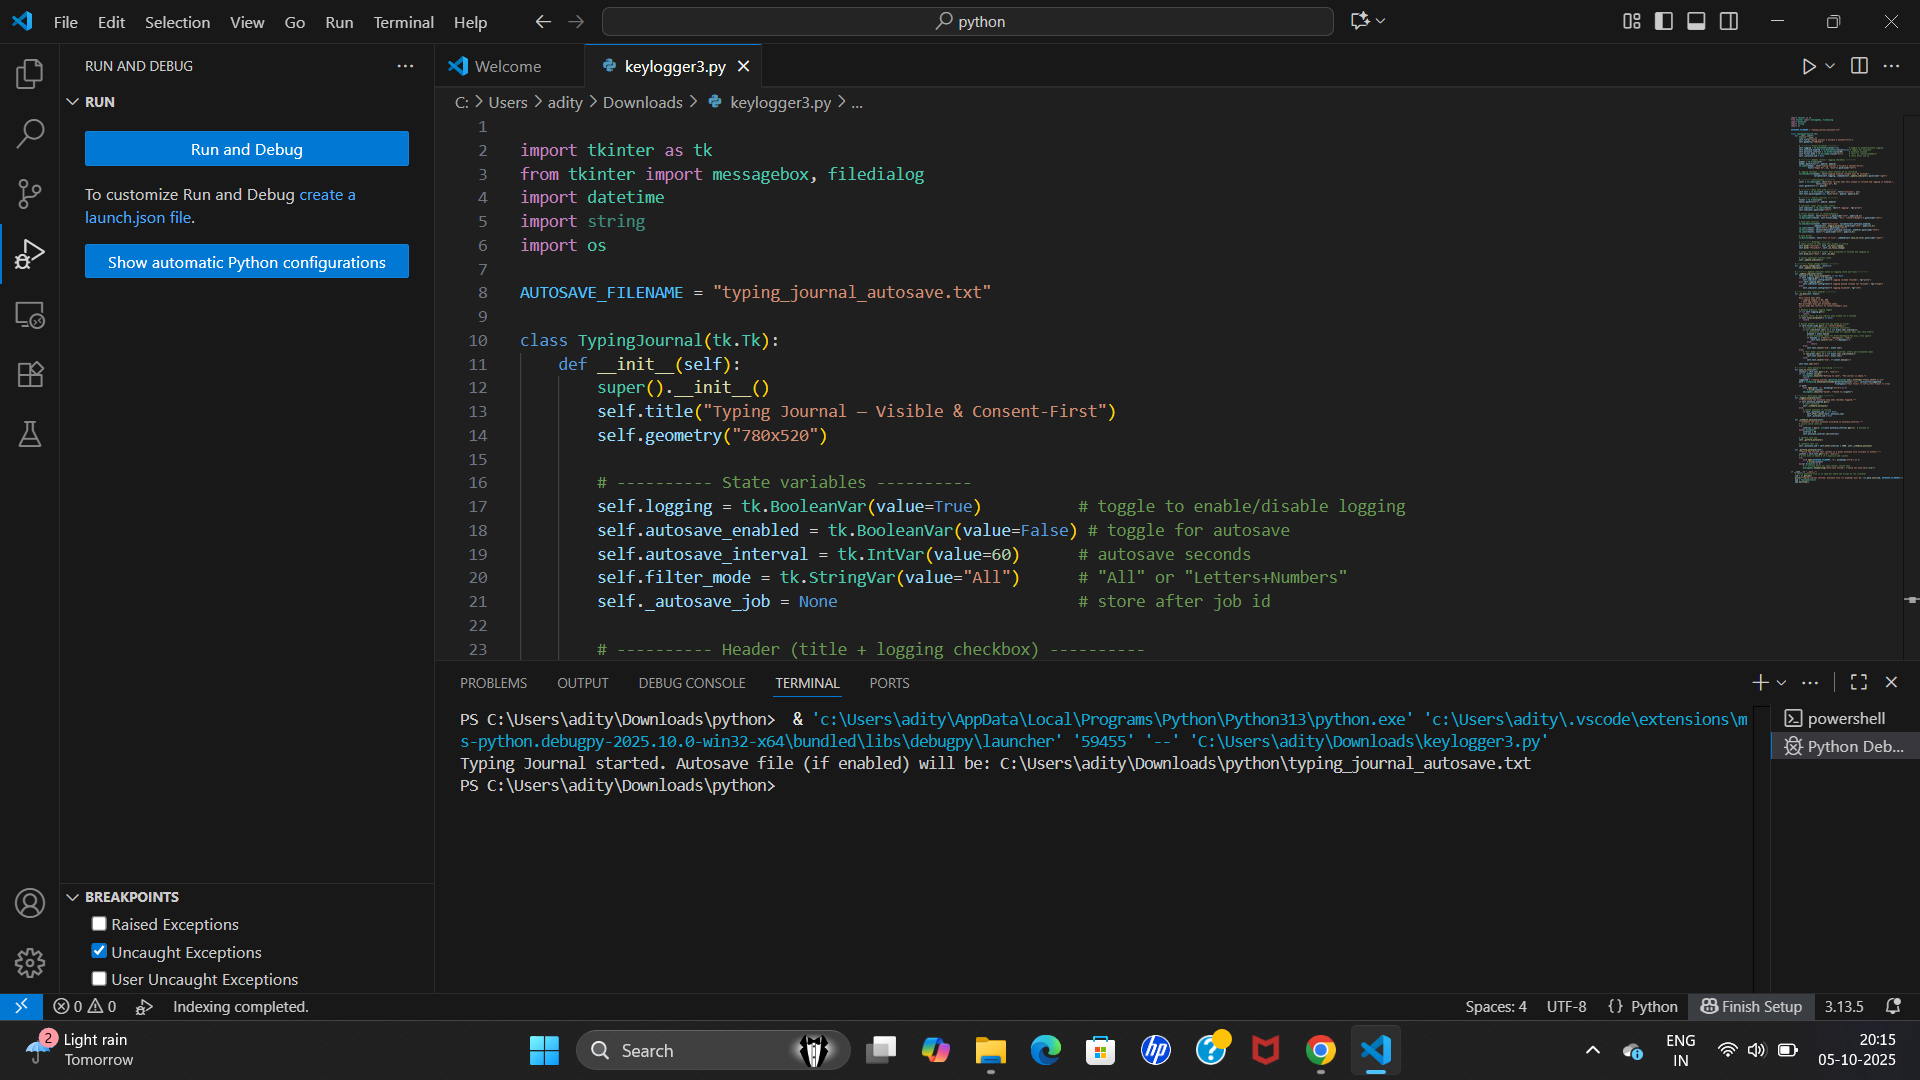 File Edit Selection View Go Run Terminal Help
python
RUN AND DEBUG
RUN
Run and Debug
To customize Run and Debug create a
launch.json file.
Show automatic Python configurations
Welcome
keylogger3.py
C: > Users > adity > Downloads > keylogger3.py > ...
1
2 import tkinter as tk
3 from tkinter import messagebox, filedialog
4 import datetime
5 import string
6 import os
7
8 AUTOSAVE_FILENAME = "typing_journal_autosave.txt"
9
10 class TypingJournal(tk.Tk):
11 def __init__(self):
12 super().__init__()
13 self.title("Typing Journal — Visible & Consent-First")
14 self.geometry("780x520")
15
16 # ---------- State variables ----------
17 self.logging = tk.BooleanVar(value=True) # toggle to enable/disable logging
18 self.autosave_enabled = tk.BooleanVar(value=False) # toggle for autosave
19 self.autosave_interval = tk.IntVar(value=60) # autosave seconds
20 self.filter_mode = tk.StringVar(value="All") # "All" or "Letters+Numbers"
21 self._autosave_job = None # store after job id
22
23 # ---------- Header (title + logging checkbox) ----------
PROBLEMS OUTPUT DEBUG CONSOLE TERMINAL PORTS
PS C:\Users\adity\Downloads\python> & 'c:\Users\adity\AppData\Local\Programs\Python\Python313\python.exe' 'c:\Users\adity\.vscode\extensions\m
s-python.debugpy-2025.10.0-win32-x64\bundled\libs\debugpy\launcher' '59455' '--' 'C:\Users\adity\Downloads\keylogger3.py'
Typing Journal started. Autosave file (if enabled) will be: C:\Users\adity\Downloads\python\typing_journal_autosave.txt
PS C:\Users\adity\Downloads\python>
powershell
Python Deb...
BREAKPOINTS
Raised Exceptions
Uncaught Exceptions
User Uncaught Exceptions
0 0
Indexing completed.
Spaces: 4 UTF-8 {} Python Finish Setup 3.13.5
2
Light rain
Tomorrow
Search
ENG
IN
20:15
05-10-2025